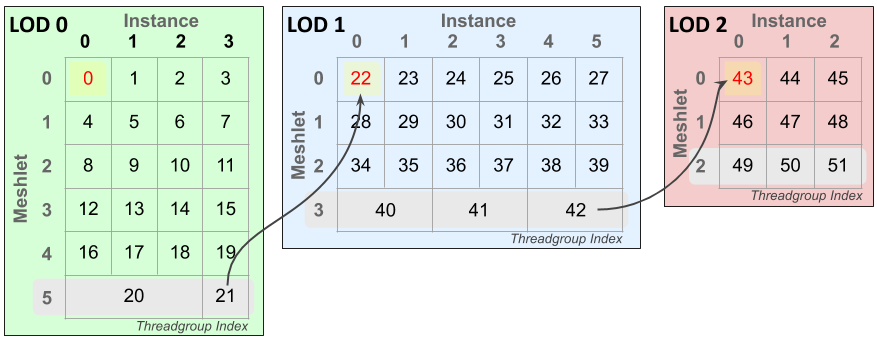 LOD 0
Instance
0 1 2 3
Meshlet
0 0 1 2 3
1 4 5 6 7
2 8 9 10 11
3 12 13 14 15
4 16 17 18 19
5 20 21
Threadgroup Index
LOD 1
Instance
0 1 2 3 4 5
Meshlet
0 22 23 24 25 26 27
1 28 29 30 31 32 33
2 34 35 36 37 38 39
3 40 41 42
Threadgroup Index
LOD 2
Instance
0 1 2
Meshlet
0 43 44 45
1 46 47 48
2 49 50 51
Threadgroup Index